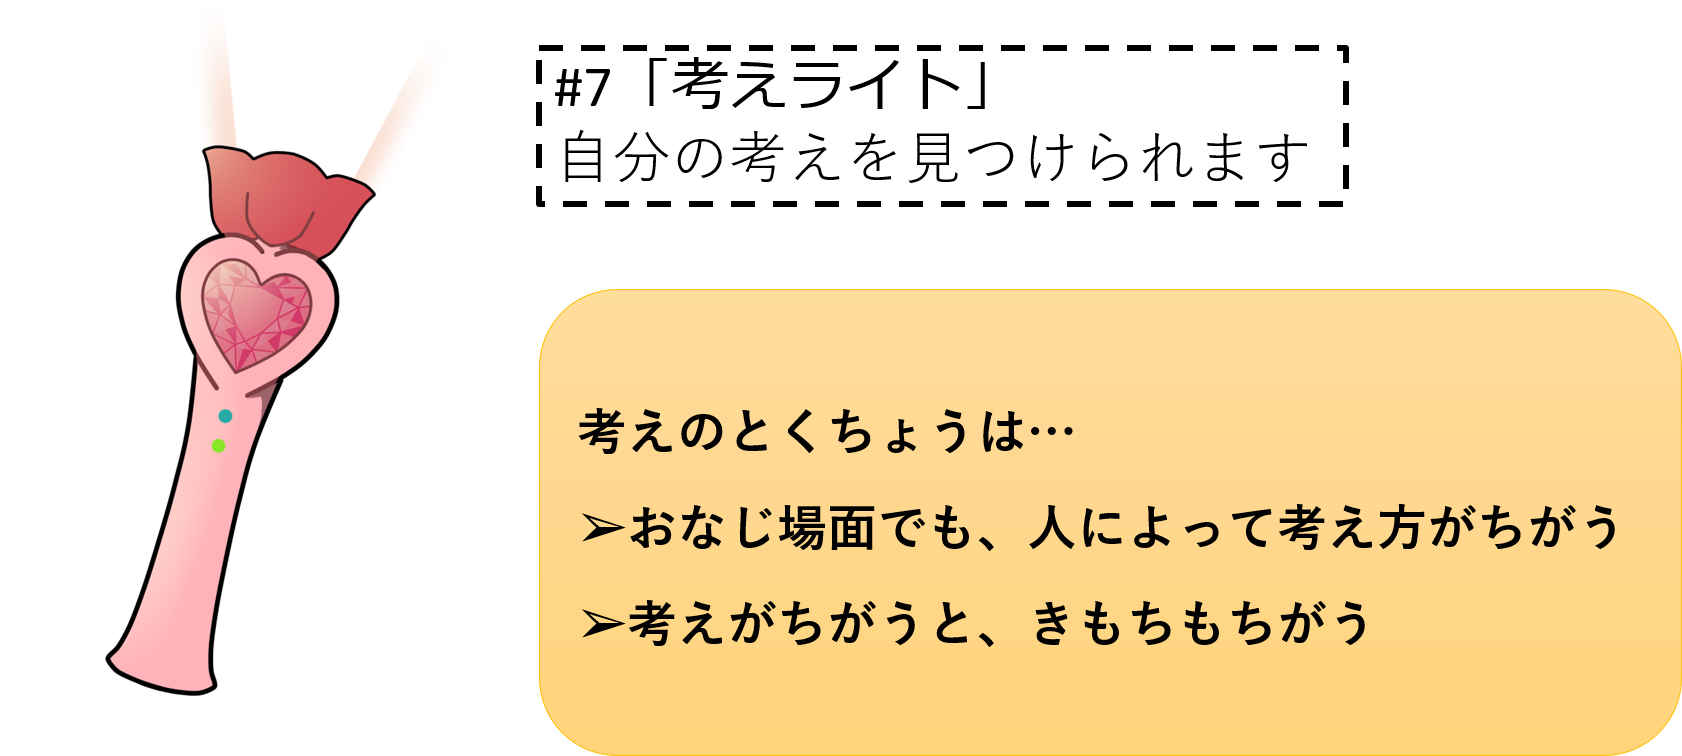 #7「考えライト」
自分の考えを見つけられます
考えのとくちょうは…
➢おなじ場面でも、人によって考え方がちがう
➢考えがちがうと、きもちもちがう